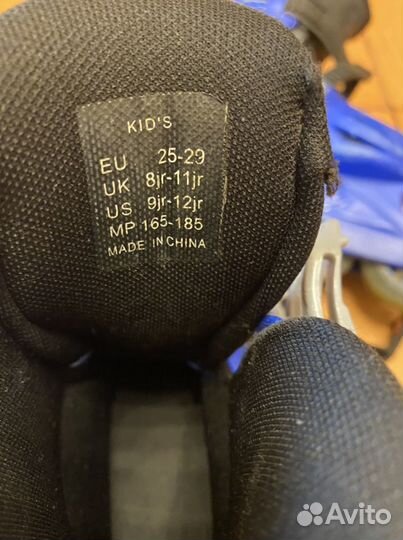 KID'S
EU 25-29
UK 8jr-11jr
US 9jr-12jr
MP 165-185
MADE IN CHINA
Avito